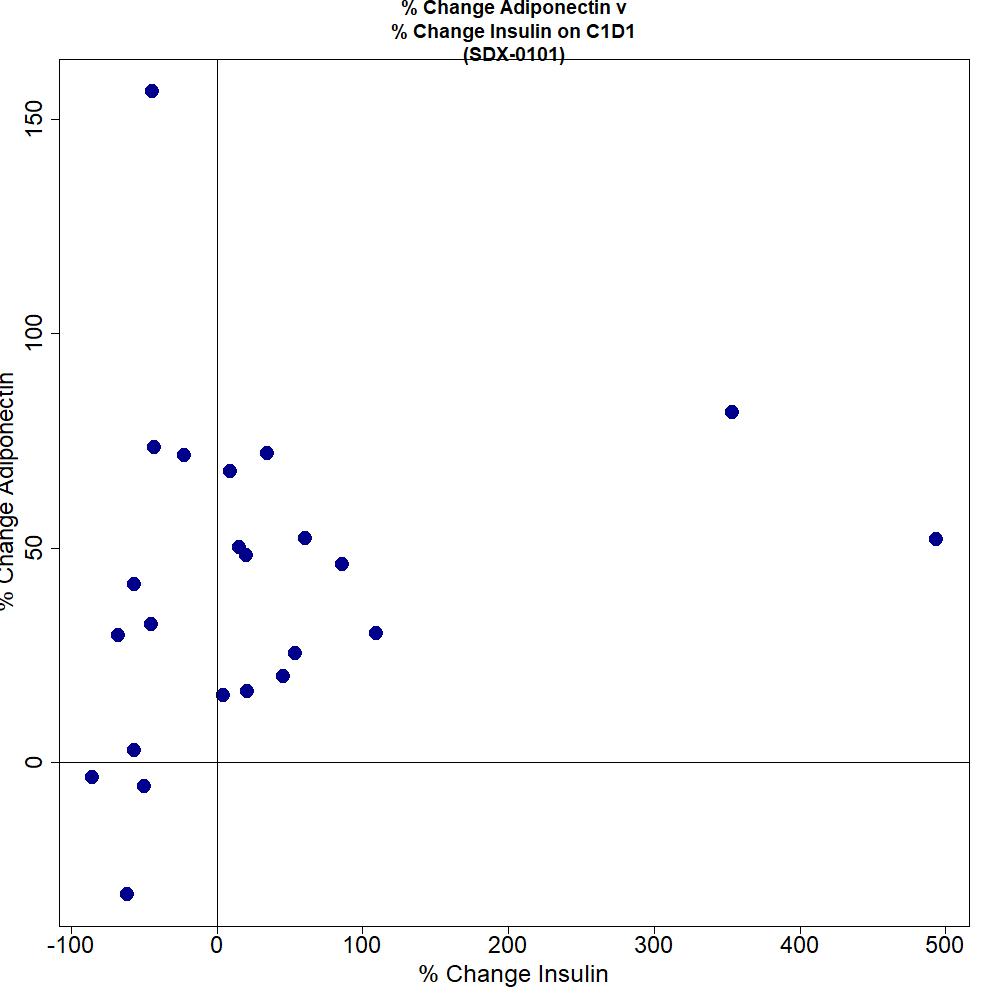 % Change Adiponectin v
% Change Insulin on C1D1
(SDX-0101)
% Change Adiponectin
150
100
50
0
-100 0 100 200 300 400 500
% Change Insulin